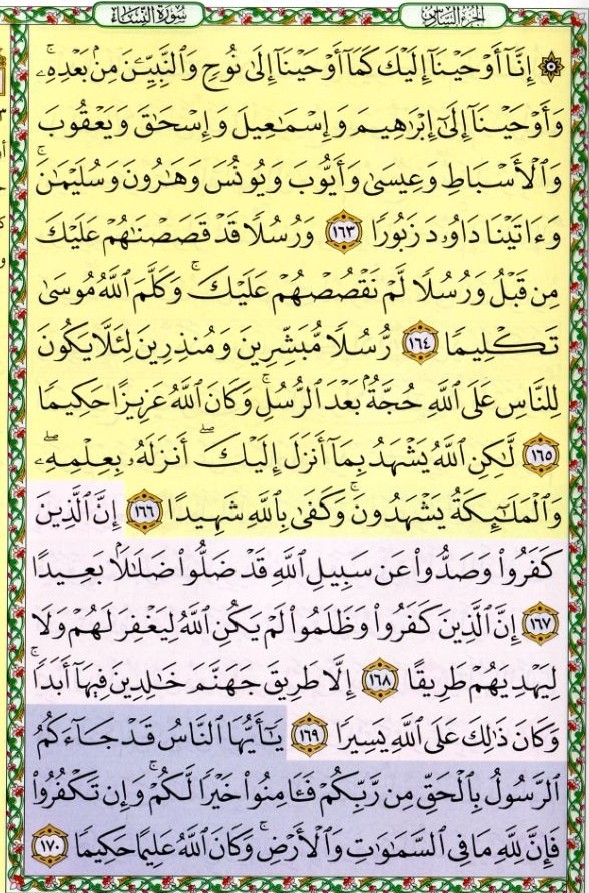 سورة النساء الجزء السادس
۞ إِنَّآ أَوْحَيْنَآ إِلَيْكَ كَمَآ أَوْحَيْنَآ إِلَىٰ نُوحٍ وَٱلنَّبِيِّـۧنَ مِنۢ بَعْدِهِۦ ۚ
وَأَوْحَيْنَآ إِلَىٰٓ إِبْرَٰهِيمَ وَإِسْمَـٰعِيلَ وَإِسْحَـٰقَ وَيَعْقُوبَ
وَٱلْأَسْبَاطِ وَعِيسَىٰ وَأَيُّوبَ وَيُونُسَ وَهَـٰرُونَ وَسُلَيْمَـٰنَ ۚ
وَءَاتَيْنَا دَاوُۥدَ زَبُورًا ١٦٣ وَرُسُلًا قَدْ قَصَصْنَـٰهُمْ عَلَيْكَ
مِن قَبْلُ وَرُسُلًا لَّمْ نَقْصُصْهُمْ عَلَيْكَ ۚ وَكَلَّمَ ٱللَّهُ مُوسَىٰ
تَكْلِيمًا ١٦٤ رُّسُلًا مُّبَشِّرِينَ وَمُنذِرِينَ لِئَلَّا يَكُونَ
لِلنَّاسِ عَلَى ٱللَّهِ حُجَّةٌۢ بَعْدَ ٱلرُّسُلِ ۚ وَكَانَ ٱللَّهُ عَزِيزًا حَكِيمًا
١٦٥ لَّـٰكِنِ ٱللَّهُ يَشْهَدُ بِمَآ أَنزَلَ إِلَيْكَ ۖ أَنزَلَهُۥ بِعِلْمِهِۦ ۖ
وَٱلْمَلَـٰٓئِكَةُ يَشْهَدُونَ ۚ وَكَفَىٰ بِٱللَّهِ شَهِيدًا ١٦٦ إِنَّ ٱلَّذِينَ
كَفَرُوا۟ وَصَدُّوا۟ عَن سَبِيلِ ٱللَّهِ قَدْ ضَلُّوا۟ ضَلَـٰلًۢا بَعِيدًا
١٦٧ إِنَّ ٱلَّذِينَ كَفَرُوا۟ وَظَلَمُوا۟ لَمْ يَكُنِ ٱللَّهُ لِيَغْفِرَ لَهُمْ وَلَا
لِيَهْدِيَهُمْ طَرِيقًا ١٦٨ إِلَّا طَرِيقَ جَهَنَّمَ خَـٰلِدِينَ فِيهَآ أَبَدًا ۚ
وَكَانَ ذَٰلِكَ عَلَى ٱللَّهِ يَسِيرًا ١٦٩ يَـٰٓأَيُّهَا ٱلنَّاسُ قَدْ جَآءَكُمُ
ٱلرَّسُولُ بِٱلْحَقِّ مِن رَّبِّكُمْ فَـَٔامِنُوا۟ خَيْرًا لَّكُمْ ۚ وَإِن تَكْفُرُوا۟
فَإِنَّ لِلَّهِ مَا فِى ٱلسَّمَـٰوَٰتِ وَٱلْأَرْضِ ۚ وَكَانَ ٱللَّهُ عَلِيمًا حَكِيمًا ١٧٠